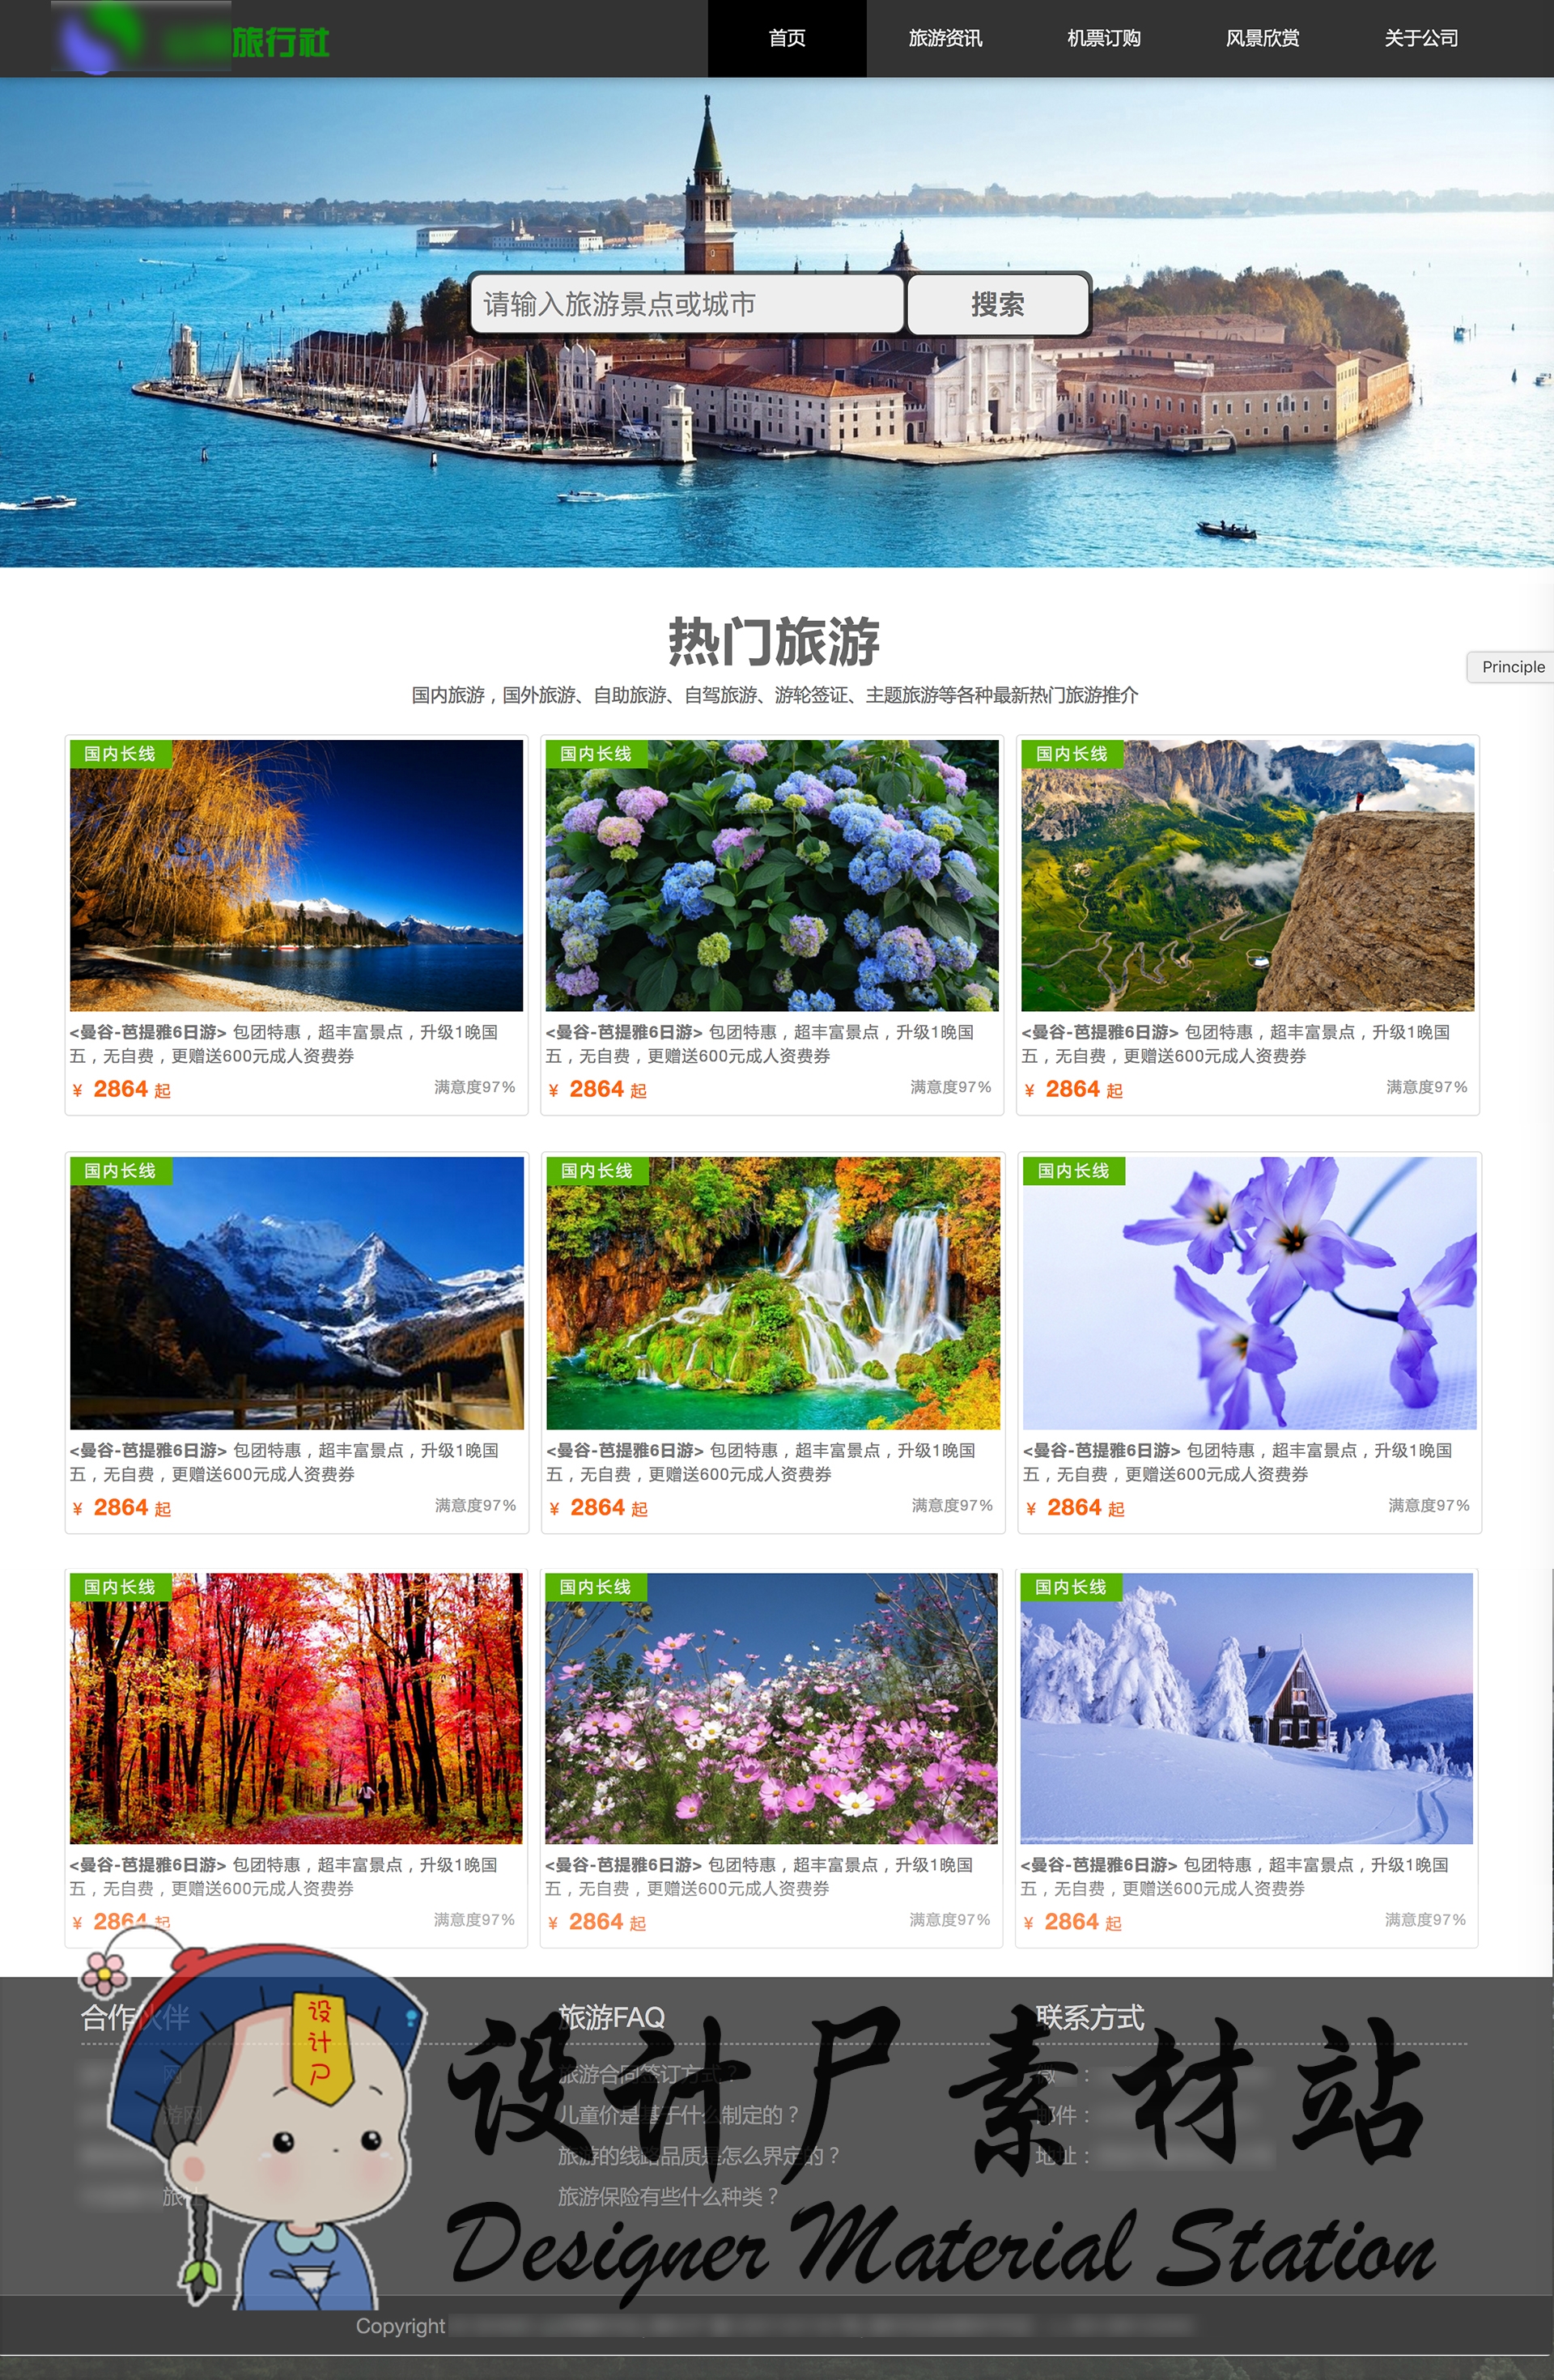 旅行社
首页 旅游资讯 机票订购 风景欣赏 关于公司
请输入旅游景点或城市 搜索
热门旅游
Principle
国内旅游，国外旅游、自助旅游、自驾旅游、游轮签证、主题旅游等各种最新热门旅游推介
国内长线
<曼谷-芭提雅6日游> 包团特惠，超丰富景点，升级1晚国
五，无自费，更赠送600元成人资费券
¥ 2864 起 满意度97%
国内长线
<曼谷-芭提雅6日游> 包团特惠，超丰富景点，升级1晚国
五，无自费，更赠送600元成人资费券
¥ 2864 起 满意度97%
国内长线
<曼谷-芭提雅6日游> 包团特惠，超丰富景点，升级1晚国
五，无自费，更赠送600元成人资费券
¥ 2864 起 满意度97%
国内长线
<曼谷-芭提雅6日游> 包团特惠，超丰富景点，升级1晚国
五，无自费，更赠送600元成人资费券
¥ 2864 起 满意度97%
国内长线
<曼谷-芭提雅6日游> 包团特惠，超丰富景点，升级1晚国
五，无自费，更赠送600元成人资费券
¥ 2864 起 满意度97%
国内长线
<曼谷-芭提雅6日游> 包团特惠，超丰富景点，升级1晚国
五，无自费，更赠送600元成人资费券
¥ 2864 起 满意度97%
国内长线
<曼谷-芭提雅6日游> 包团特惠，超丰富景点，升级1晚国
五，无自费，更赠送600元成人资费券
¥ 2864 起 满意度97%
国内长线
<曼谷-芭提雅6日游> 包团特惠，超丰富景点，升级1晚国
五，无自费，更赠送600元成人资费券
¥ 2864 起 满意度97%
国内长线
<曼谷-芭提雅6日游> 包团特惠，超丰富景点，升级1晚国
五，无自费，更赠送600元成人资费券
¥ 2864 起 满意度97%
合作伙伴
网
游网
旅
旅游FAQ
旅游合同签订方式？
儿童价是基于什么制定的？
旅游的线路品质是怎么界定的？
旅游保险有些什么种类？
联系方式
微 ：
邮件：
地址：
设
计
尸
设计尸 素材站
Designer Material Station
Copyright